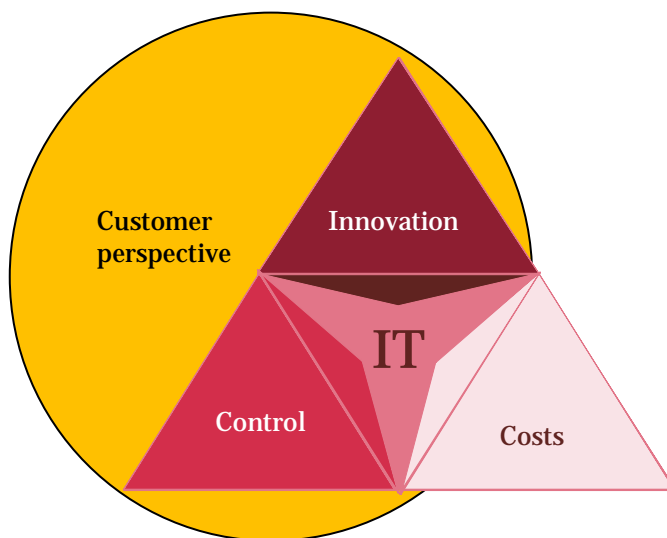 Customer
perspective
Innovation
IT
Control
Costs